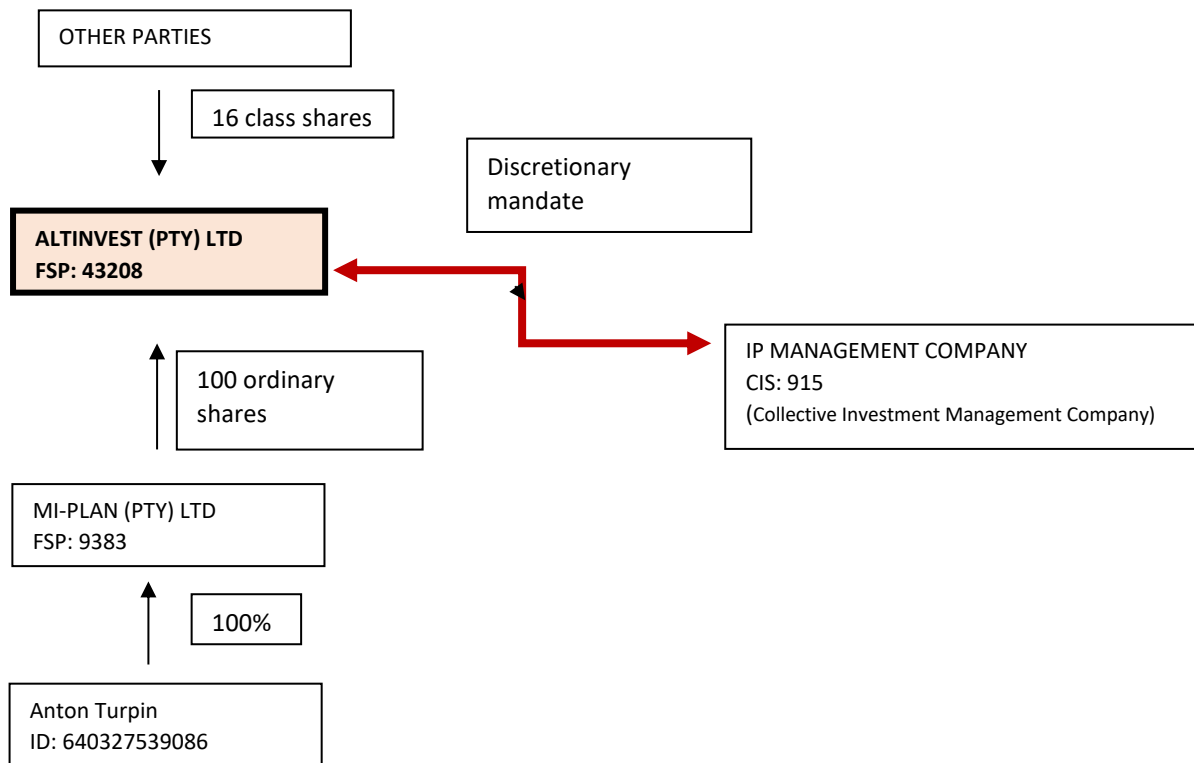 OTHER PARTIES
16 class shares
Discretionary
mandate
ALTINVEST (PTY) LTD
FSP: 43208
IP MANAGEMENT COMPANY
CIS: 915
(Collective Investment Management Company)
100 ordinary
shares
MI-PLAN (PTY) LTD
FSP: 9383
100%
Anton Turpin
ID: 640327539086